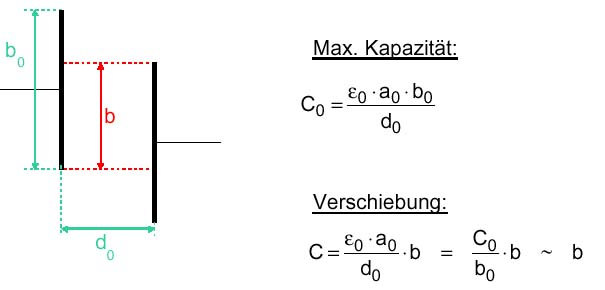 b₀
b
d₀
Max. Kapazität:
C₀ = ε₀ · a₀ · b₀ / d₀
Verschiebung:
C = ε₀ · a₀ / d₀ · b = C₀ / b₀ · b ~ b